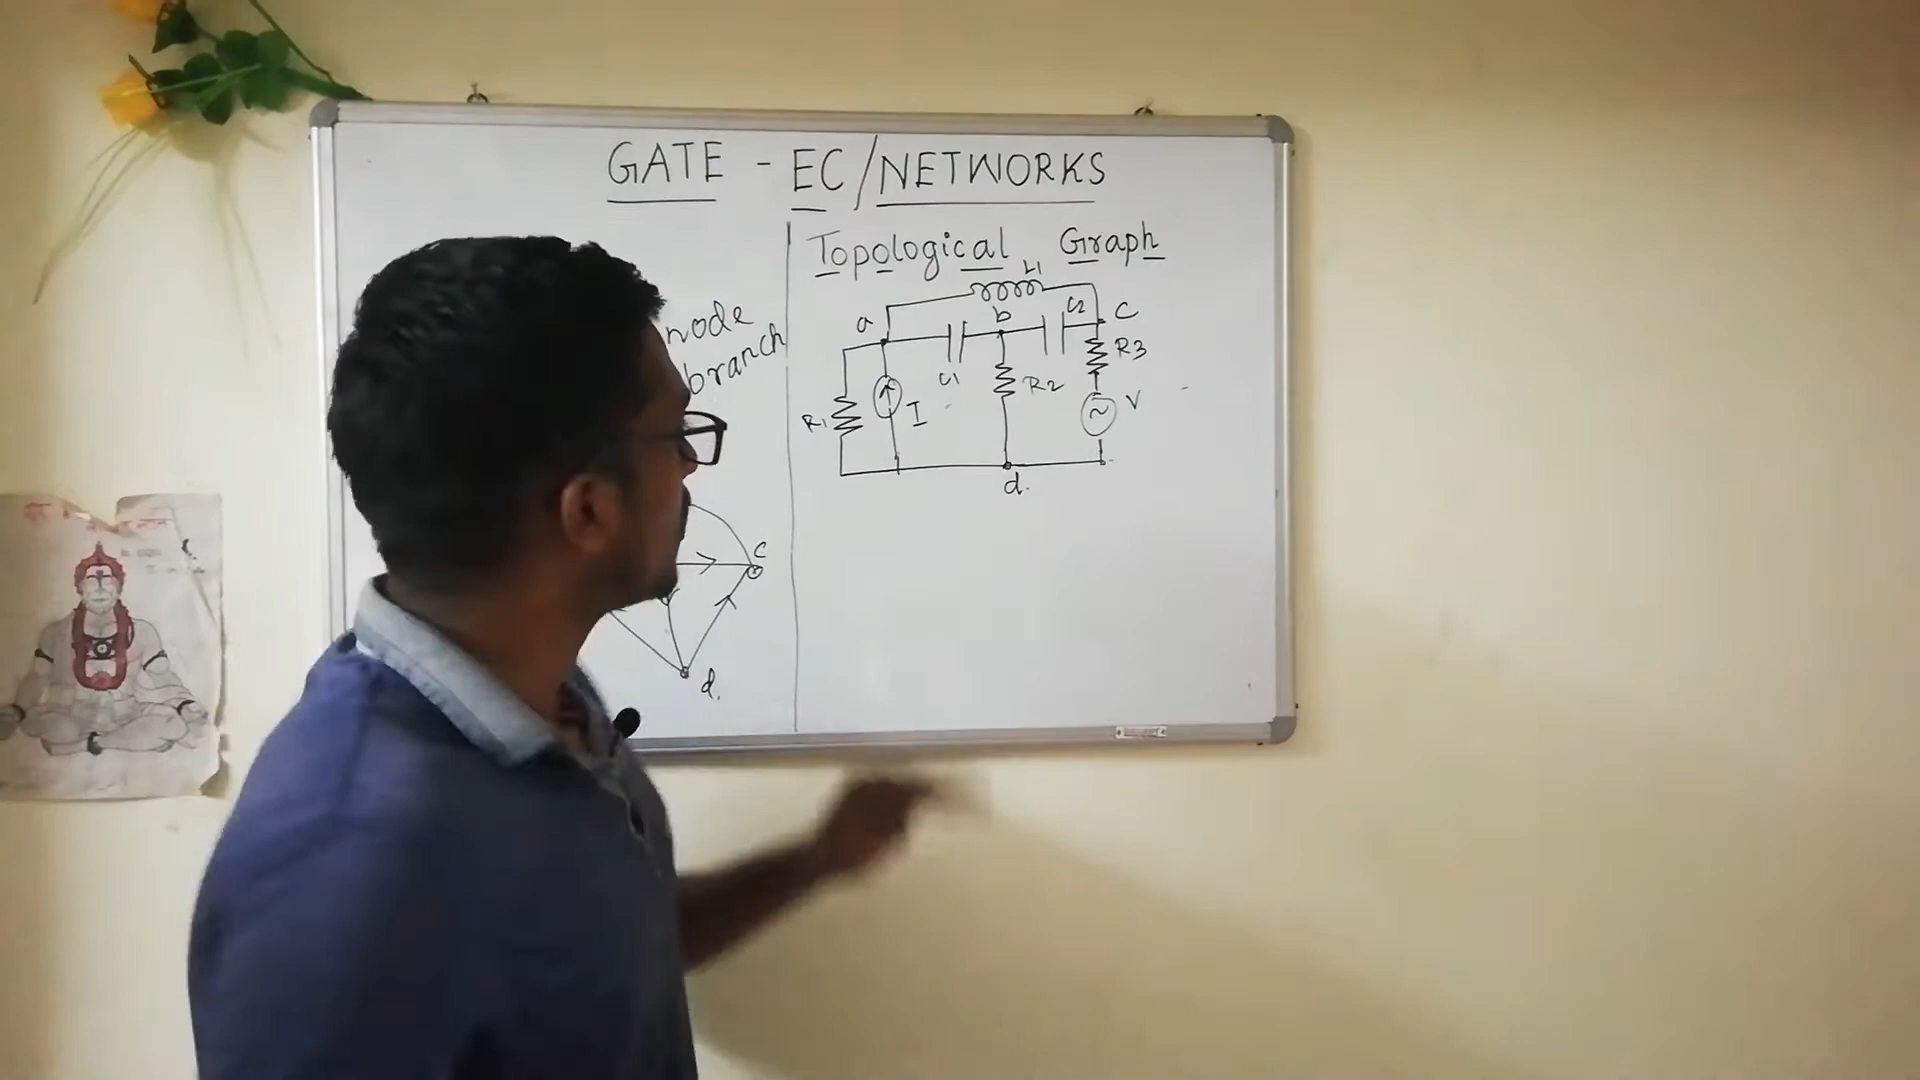 GATE - EC/NETWORKS
node
branch
c
d.
Topological Graph
L1
a
b
C2
C
C1
R1
I
R2
R3
V
d.